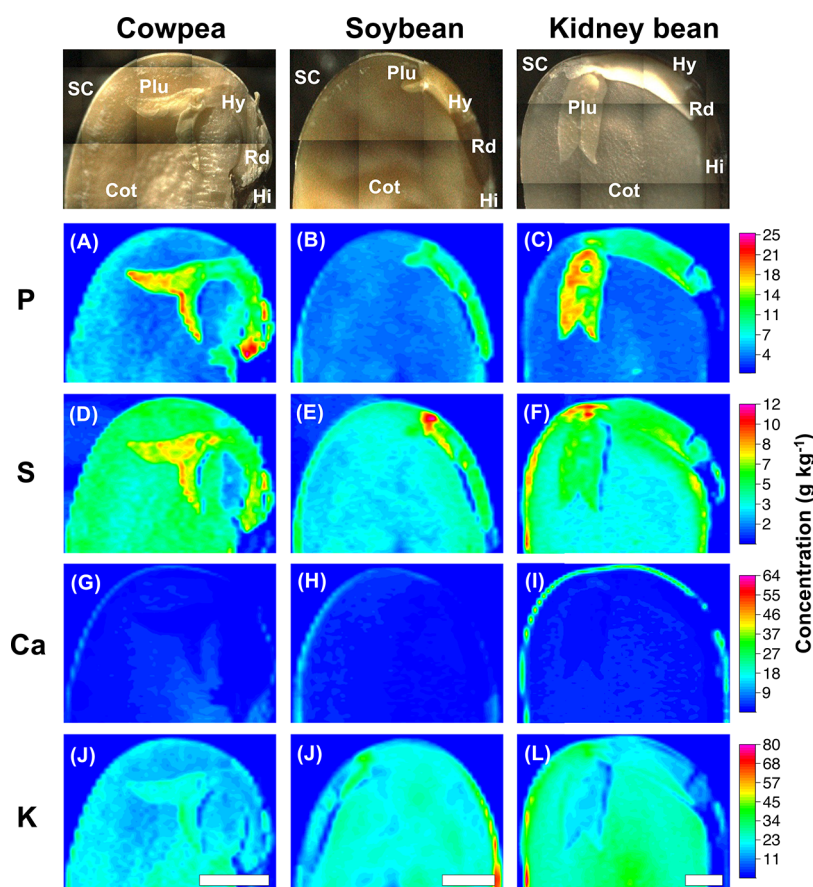 Cowpea Soybean Kidney bean
SC Plu Hy Rd Cot Hi
Plu Hy Rd Cot Hi
SC Hy Plu Rd Hi Cot
P
(A) (B) (C)
25
21
18
14
11
7
4
S
(D) (E) (F)
12
10
8
7
5
3
2
Ca
(G) (H) (I)
64
55
46
37
27
18
9
K
(J) (J) (L)
80
68
57
45
34
23
11
Concentration (g kg⁻¹)